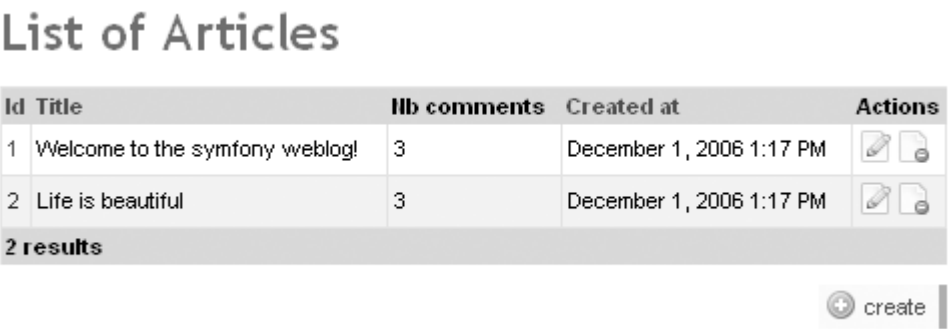 List of Articles
Id Title Nb comments Created at Actions
1 Welcome to the symfony weblog! 3 December 1, 2006 1:17 PM
2 Life is beautiful 3 December 1, 2006 1:17 PM
2 results
create